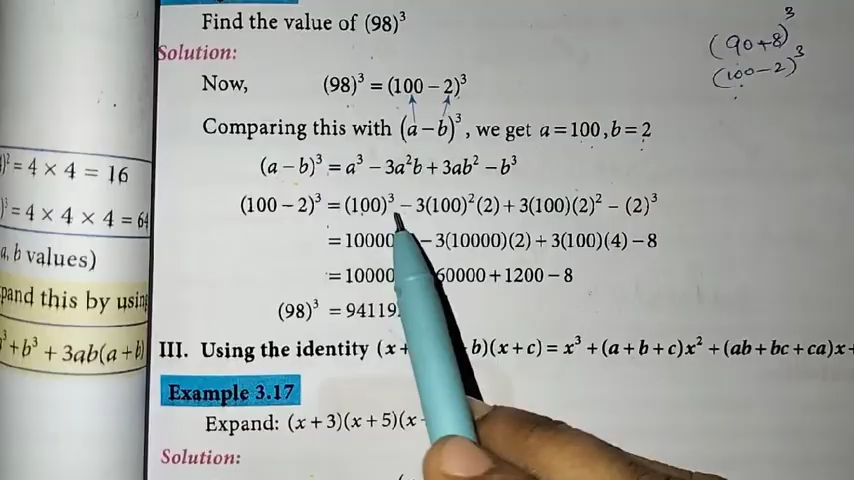 Find the value of (98)³
Solution:
Now, (98)³ = (100 − 2)³
Comparing this with (a − b)³, we get a = 100, b = 2
(a − b)³ = a³ − 3a²b + 3ab² − b³
(100 − 2)³ = (100)³ − 3(100)²(2) + 3(100)(2)² − (2)³
= 10000 − 3(10000)(2) + 3(100)(4) − 8
= 10000 60000 + 1200 − 8
(98)³ = 94119
III. Using the identity (x + b)(x + c) = x³ + (a + b + c)x² + (ab + bc + ca)x +
Example 3.17
Expand: (x + 3)(x + 5)(x
Solution:
(90+8)³
(100−2)³
)² = 4 × 4 = 16
)³ = 4 × 4 × 4 = 64
a, b values)
pand this by using
³ + b³ + 3ab(a + b)